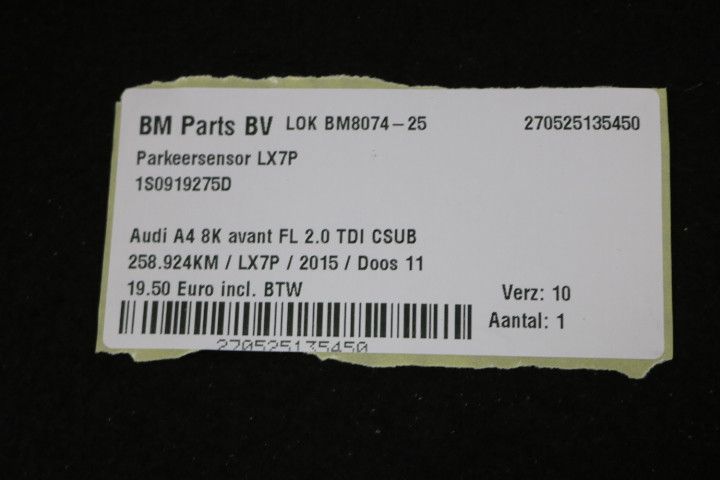 BM Parts BV LOK BM8074-25 270525135450
Parkeersensor LX7P
1S0919275D
Audi A4 8K avant FL 2.0 TDI CSUB
258.924KM / LX7P / 2015 / Doos 11
19.50 Euro incl. BTW Verz: 10
Aantal: 1
270525135450